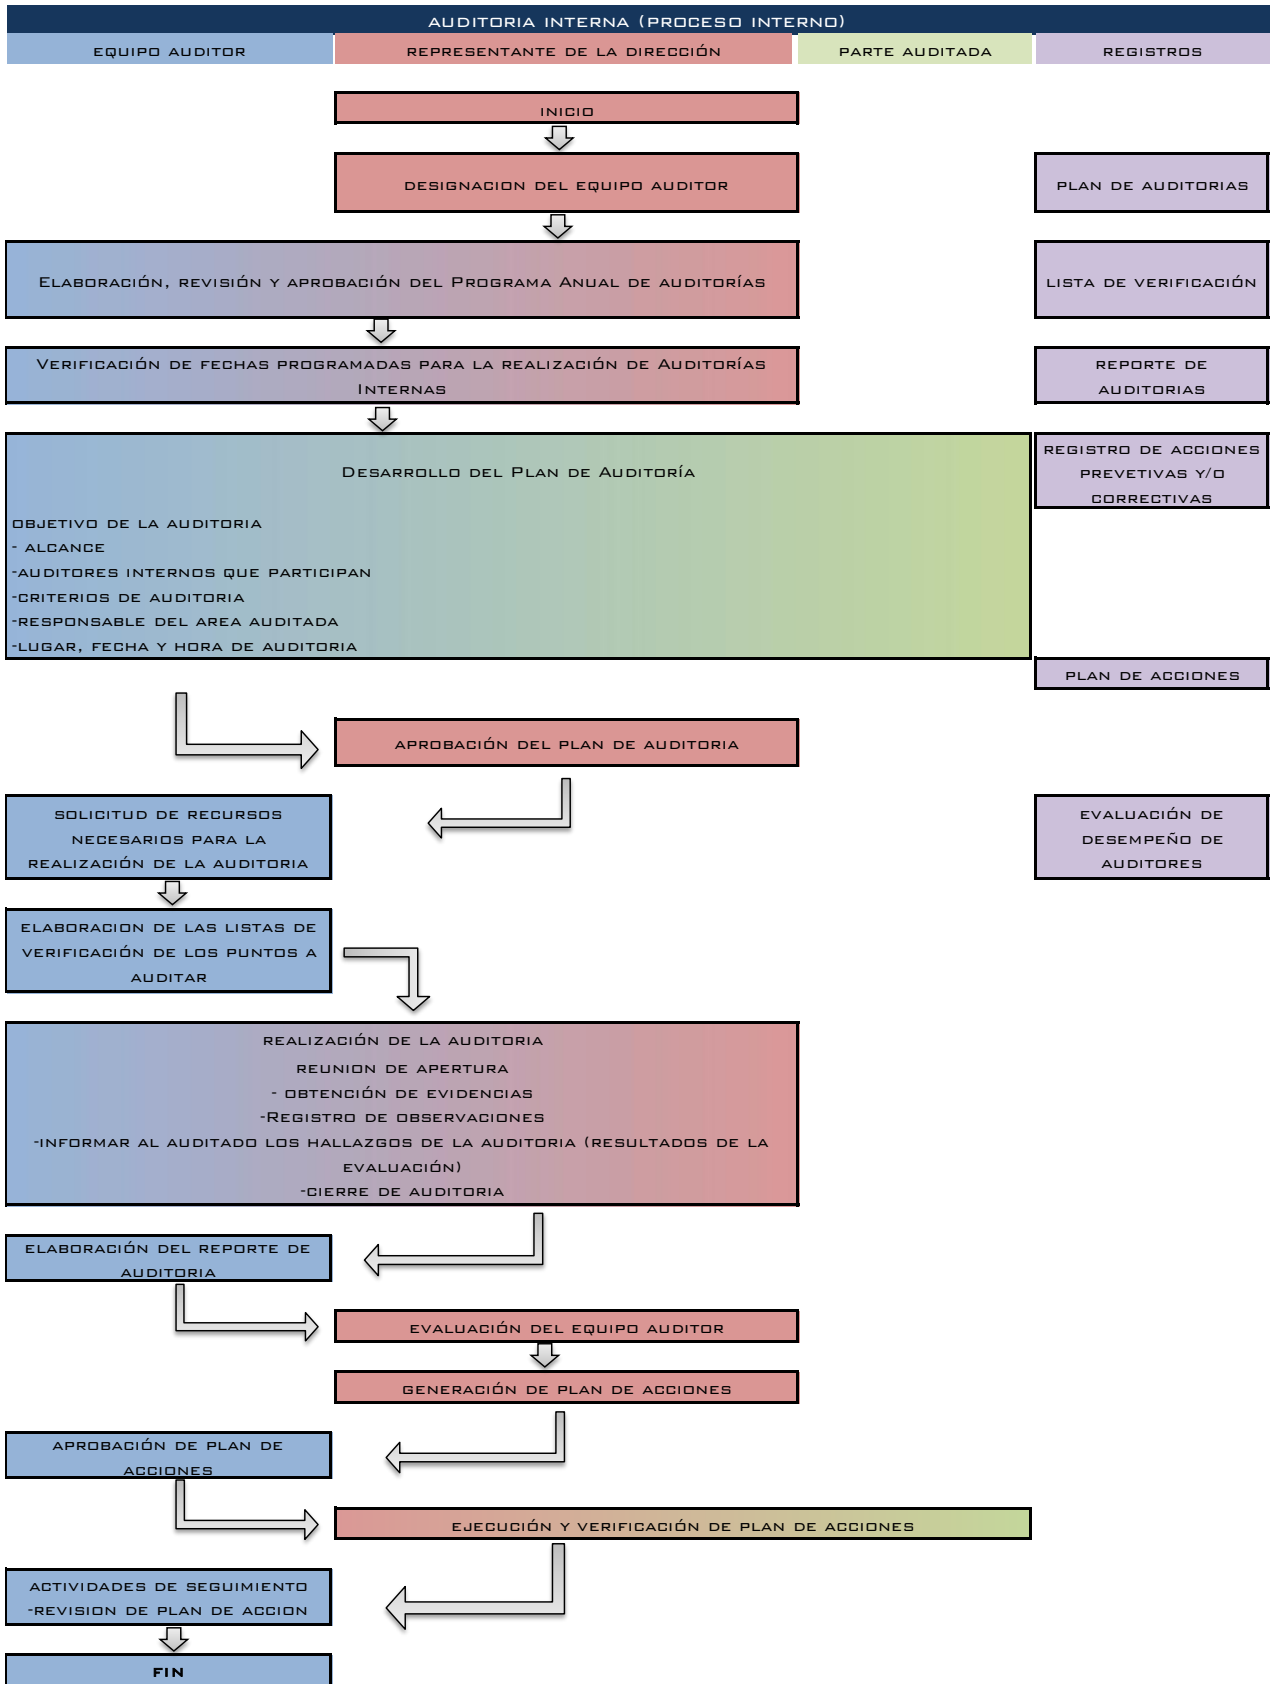 AUDITORIA INTERNA (PROCESO INTERNO)
EQUIPO AUDITOR
REPRESENTANTE DE LA DIRECCIÓN
PARTE AUDITADA
REGISTROS
INICIO
DESIGNACION DEL EQUIPO AUDITOR
PLAN DE AUDITORIAS
Elaboración, revisión y aprobación del Programa Anual de auditorías
LISTA DE VERIFICACIÓN
Verificación de fechas programadas para la realización de Auditorías
Internas
REPORTE DE
AUDITORIAS
Desarrollo del Plan de Auditoría
OBJETIVO DE LA AUDITORIA
- ALCANCE
-AUDITORES INTERNOS QUE PARTICIPAN
-CRITERIOS DE AUDITORIA
-RESPONSABLE DEL AREA AUDITADA
-LUGAR, FECHA Y HORA DE AUDITORIA
REGISTRO DE ACCIONES
PREVETIVAS Y/O
CORRECTIVAS
PLAN DE ACCIONES
APROBACIÓN DEL PLAN DE AUDITORIA
SOLICITUD DE RECURSOS
NECESARIOS PARA LA
REALIZACIÓN DE LA AUDITORIA
EVALUACIÓN DE
DESEMPEÑO DE
AUDITORES
ELABORACION DE LAS LISTAS DE
VERIFICACIÓN DE LOS PUNTOS A
AUDITAR
REALIZACIÓN DE LA AUDITORIA
REUNION DE APERTURA
- OBTENCIÓN DE EVIDENCIAS
-Registro de observaciones
-INFORMAR AL AUDITADO LOS HALLAZGOS DE LA AUDITORIA (RESULTADOS DE LA
EVALUACIÓN)
-CIERRE DE AUDITORIA
ELABORACIÓN DEL REPORTE DE
AUDITORIA
EVALUACIÓN DEL EQUIPO AUDITOR
GENERACIÓN DE PLAN DE ACCIONES
APROBACIÓN DE PLAN DE
ACCIONES
EJECUCIÓN Y VERIFICACIÓN DE PLAN DE ACCIONES
ACTIVIDADES DE SEGUIMIENTO
-REVISION DE PLAN DE ACCION
FIN